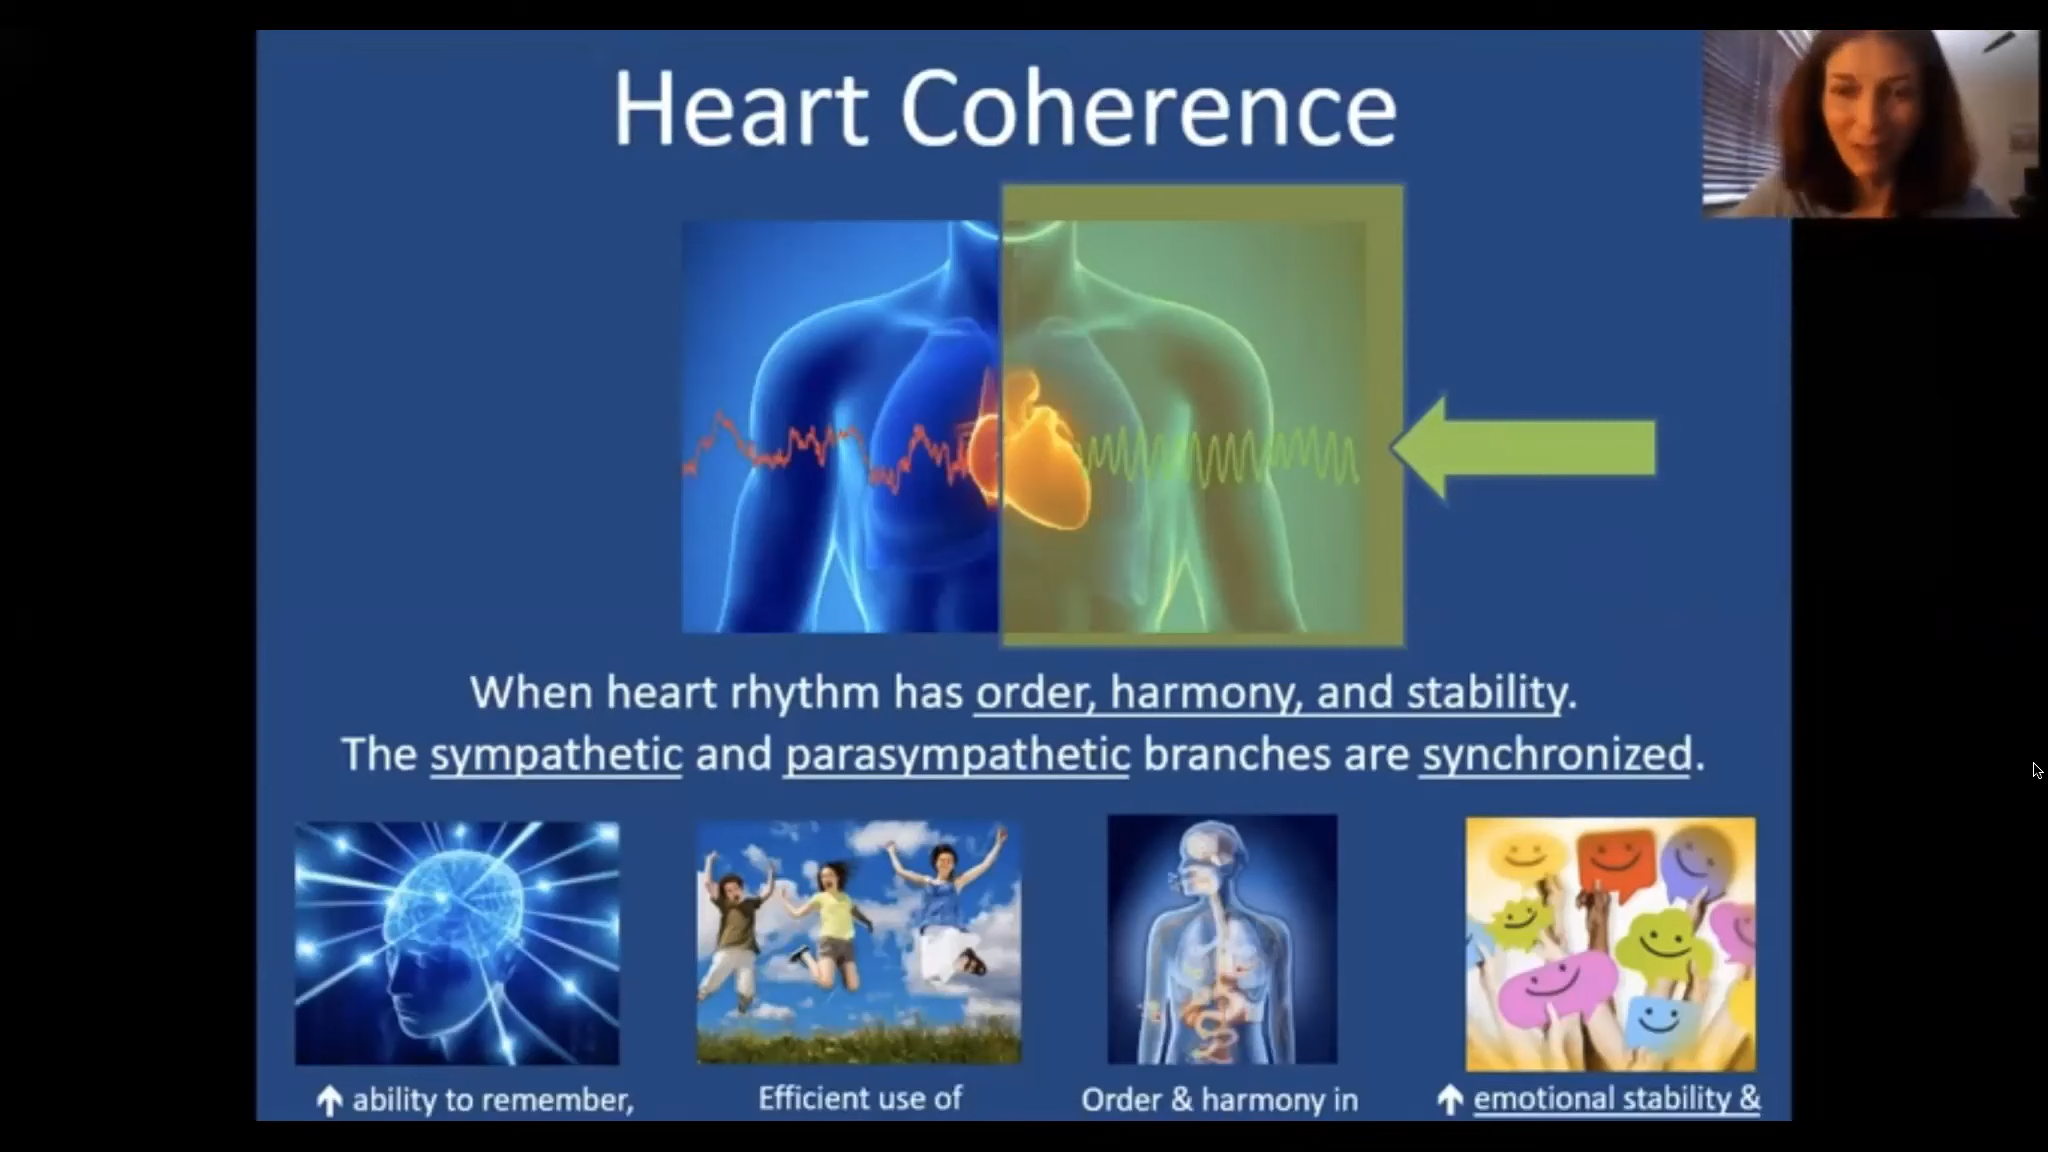 Heart Coherence
When heart rhythm has order, harmony, and stability.
The sympathetic and parasympathetic branches are synchronized.
↑ ability to remember,
Efficient use of
Order & harmony in
↑ emotional stability &